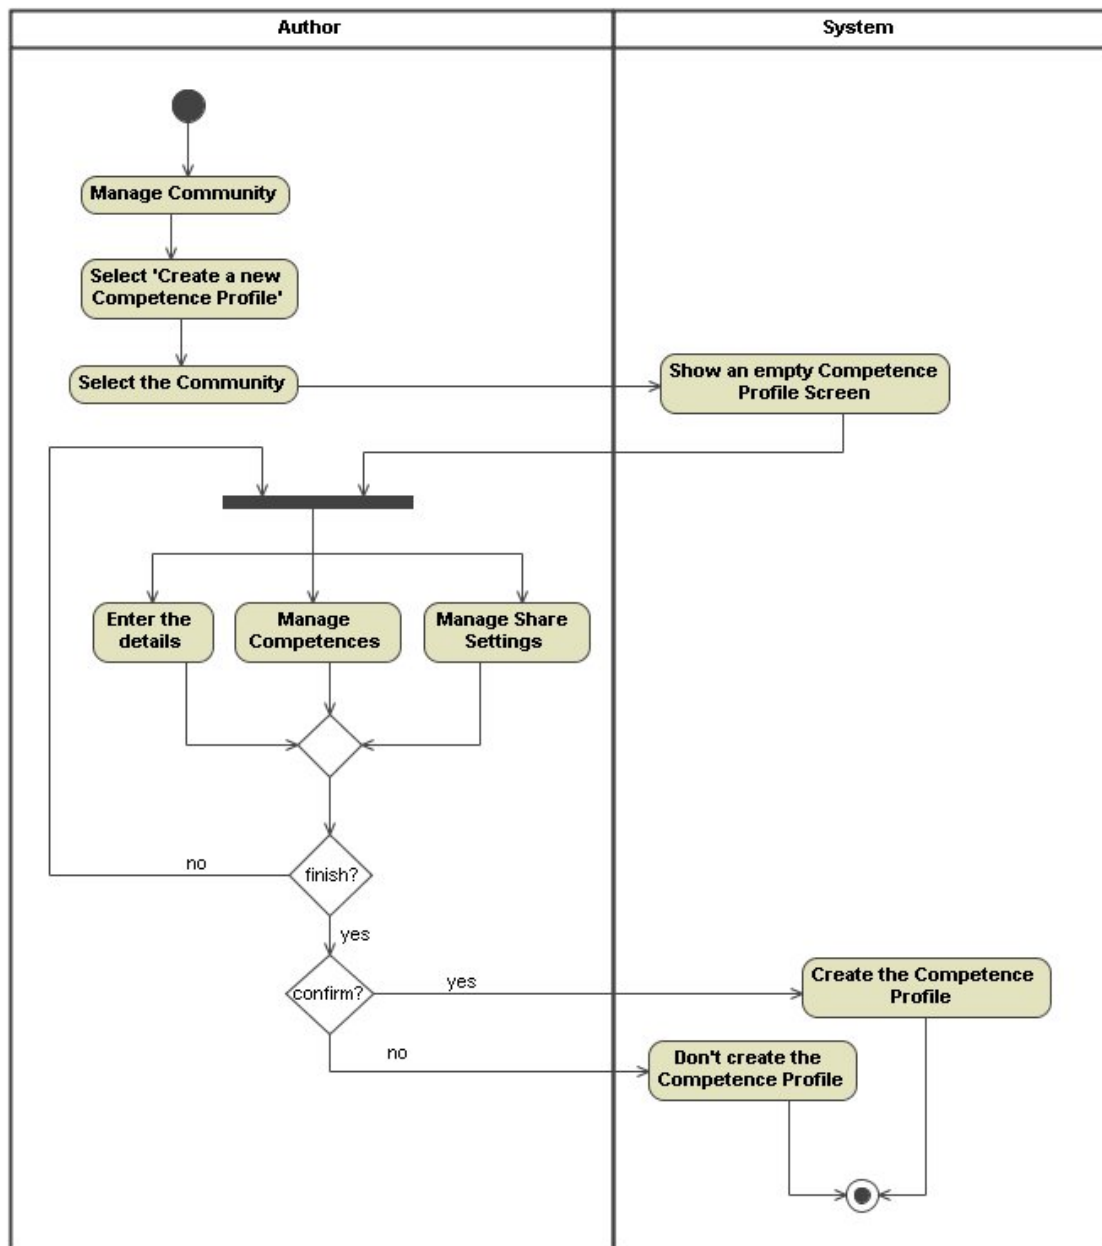 Author
System
Manage Community
Select 'Create a new
Competence Profile'
Select the Community
Show an empty Competence
Profile Screen
Enter the
details
Manage
Competences
Manage Share
Settings
no
finish?
yes
confirm?
yes
Create the Competence
Profile
no
Don't create the
Competence Profile